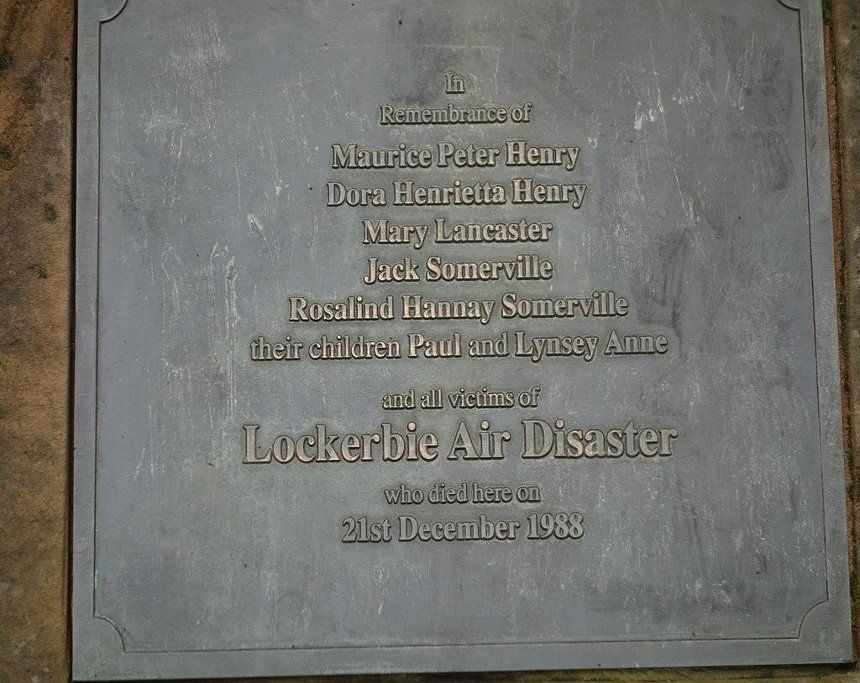 In
Remembrance of
Maurice Peter Henry
Dora Henrietta Henry
Mary Lancaster
Jack Somerville
Rosalind Hannay Somerville
their children Paul and Lynsey Anne
and all victims of
Lockerbie Air Disaster
who died here on
21st December 1988